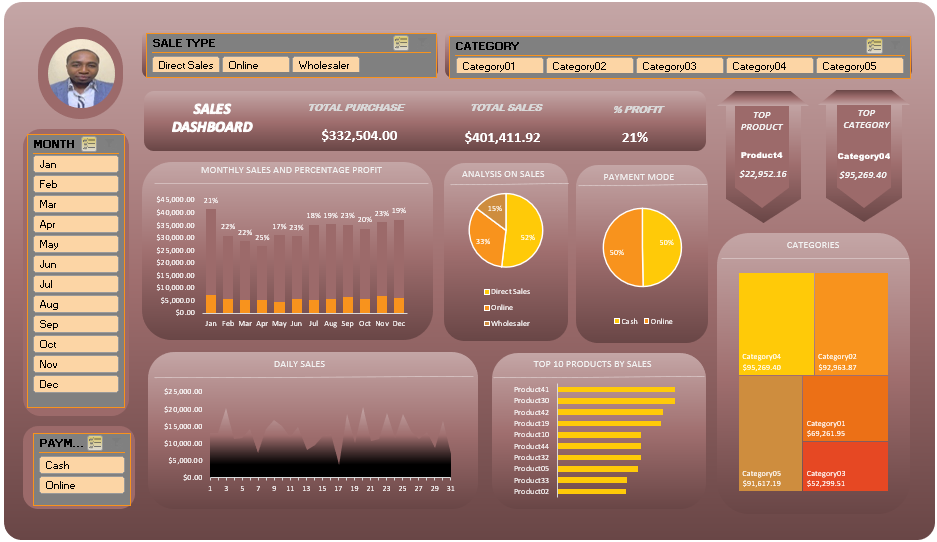 SALE TYPE
Direct Sales
Online
Wholesaler
CATEGORY
Category01
Category02
Category03
Category04
Category05
MONTH
Jan
Feb
Mar
Apr
May
Jun
Jul
Aug
Sep
Oct
Nov
Dec
PAYM...
Cash
Online
SALES
DASHBOARD
TOTAL PURCHASE
$332,504.00
TOTAL SALES
$401,411.92
% PROFIT
21%
TOP
PRODUCT
Product4
$22,952.16
TOP
CATEGORY
Category04
$95,269.40
MONTHLY SALES AND PERCENTAGE PROFIT
$45,000.00
$40,000.00
$35,000.00
$30,000.00
$25,000.00
$20,000.00
$15,000.00
$10,000.00
$5,000.00
$0.00
21%
22%
22%
25%
17%
23%
18%
19%
23%
20%
23%
19%
Jan Feb Mar Apr May Jun Jul Aug Sep Oct Nov Dec
ANALYSIS ON SALES
15%
33%
52%
Direct Sales
Online
Wholesaler
PAYMENT MODE
50%
50%
Cash Online
CATEGORIES
Category04
$95,269.40
Category02
$92,963.87
Category05
$91,617.19
Category01
$69,261.95
Category03
$52,299.51
DAILY SALES
$25,000.00
$20,000.00
$15,000.00
$10,000.00
$5,000.00
$0.00
1 3 5 7 9 11 13 15 17 19 21 23 25 27 29 31
TOP 10 PRODUCTS BY SALES
Product41
Product30
Product42
Product19
Product10
Product44
Product32
Product05
Product33
Product02